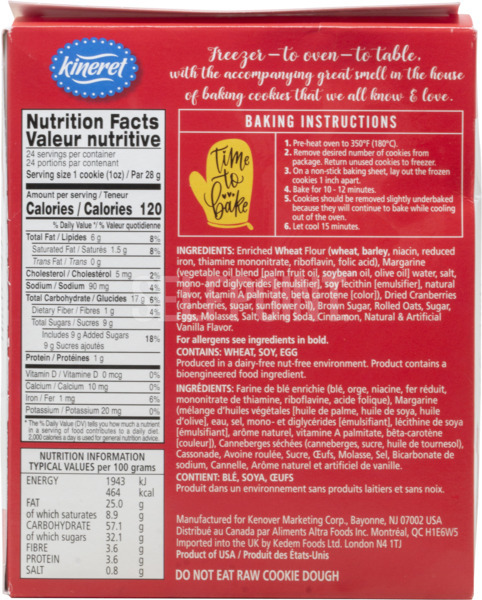 kineret
Freezer—to oven—to table,
with the accompanying great smell in the house
of baking cookies that we all know & love.
Nutrition Facts
Valeur nutritive
24 servings per container
24 portions par contenant
Serving size 1 cookie (1oz) / Par 28 g
Amount per serving / Teneur
Calories / Calories 120
% Daily Value */ % Valeur quotidienne
Total Fat / Lipides 6 g 8%
Saturated Fat / Saturés 1.5 g 8%
Trans Fat / Trans 0 g
Cholesterol / Cholestérol 5 mg 2%
Sodium / Sodium 90 mg 4%
Total Carbohydrate / Glucides 17 g 6%
Dietary Fiber / Fibres 1 g 4%
Total Sugars / Sucres 9 g
Includes 9 g Added Sugars 18%
9 g Sucres ajoutés
Protein / Protéines 1 g
Vitamin D / Vitamine D 0 mcg 0%
Calcium / Calcium 10 mg 0%
Iron / Fer 1 mg 6%
Potassium / Potassium 20 mg 0%
* The % Daily Value (DV) tells you how much a nutrient
in a serving of food contributes to a daily diet.
2,000 calories a day is used for general nutrition advice.
NUTRITION INFORMATION
TYPICAL VALUES per 100 grams
ENERGY 1943 kJ
464 kcal
FAT 25.0 g
of which saturates 8.9 g
CARBOHYDRATE 57.1 g
of which sugars 32.1 g
FIBRE 3.6 g
PROTEIN 3.6 g
SALT 0.8 g
BAKING INSTRUCTIONS
time
to
bake
1. Pre-heat oven to 350°F (180°C).
2. Remove desired number of cookies from
package. Return unused cookies to freezer.
3. On a non-stick baking sheet, lay out the frozen
cookies 1 inch apart.
4. Bake for 10 - 12 minutes.
5. Cookies should be removed slightly underbaked
because they will continue to bake while cooling
out of the oven.
6. Let cool 15 minutes.
INGREDIENTS: Enriched Wheat Flour (wheat, barley, niacin, reduced
iron, thiamine mononitrate, riboflavin, folic acid), Margarine
(vegetable oil blend [palm oil, soybean oil, olive oil] water, salt,
mono-and diglycerides [emulsifier], soy lecithin [emulsifier], natural
flavor, vitamin A palmitate, beta carotene [color]), Dried Cranberries
(cranberries, sugar, sunflower oil), Brown Sugar, Rolled Oats, Sugar,
Eggs, Molasses, Salt, Baking Soda, Cinnamon, Natural & Artificial
Vanilla Flavor.
For allergens see ingredients in bold.
CONTAINS: WHEAT, SOY, EGG
Produced in a dairy-free nut-free environment. Product contains a
bioengineered food ingredient.
INGRÉDIENTS: Farine de blé enrichie (blé, orge, niacine, fer réduit,
mononitrate de thiamine, riboflavine, acide folique), Margarine
(mélange d'huiles végétales [huile de palme, huile de soya, huile
d'olive], eau, sel, mono- et diglycérides [émulsifiant], lécithine de soya
[émulsifiant], arôme naturel, vitamine A palmitate, bêta-carotène
[couleur]), Canneberges séchées (canneberges, sucre, huile de tournesol),
Cassonade, Avoine roulée, Sucre, Œufs, Molasse, Sel, Bicarbonate de
sodium, Cannelle, Arôme naturel et artificiel de vanille.
CONTIENT: BLÉ, SOYA, ŒUFS
Produit dans un environnement sans produits laitiers et sans noix.
Manufactured for Kenover Marketing Corp., Bayonne, NJ 07002 USA
Distribué au Canada par Aliments Altra Foods Inc. Montréal, QC H1E6W5
Imported into the UK by Kedem Foods Ltd. London N4 1TJ
Product of USA / Produit des États-Unis
DO NOT EAT RAW COOKIE DOUGH